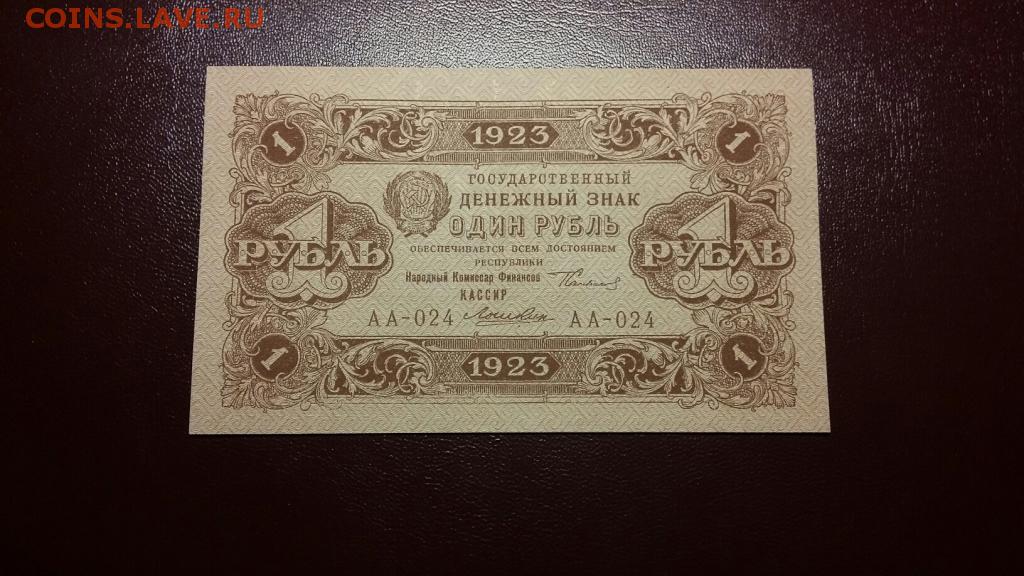 COINS.LAVE.RU
1 1923 1
ГОСУДАРСТВЕННЫЙ
ДЕНЕЖНЫЙ ЗНАК
ОДИН РУБЛЬ
ОБЕСПЕЧИВАЕТСЯ ВСЕМ ДОСТОЯНИЕМ
РЕСПУБЛИКИ
1 РУБЛЬ 1 РУБЛЬ
Народный Комиссар Финансов
КАССИР
АА-024 АА-024
1 1923 1